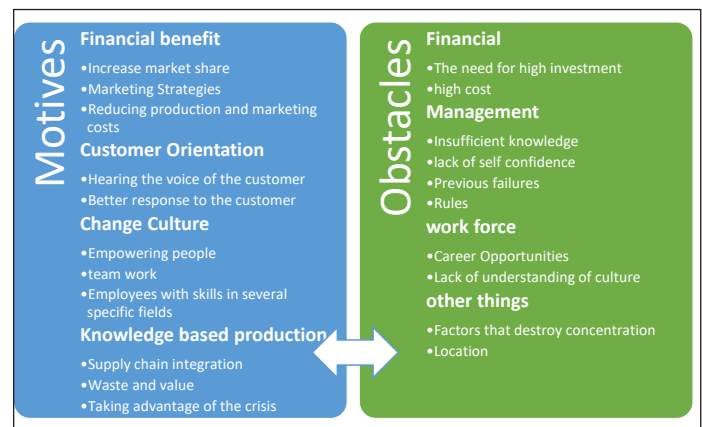 Motives
Financial benefit
•Increase market share
•Marketing Strategies
•Reducing production and marketing
costs
Customer Orientation
•Hearing the voice of the customer
•Better response to the customer
Change Culture
•Empowering people
•team work
•Employees with skills in several
specific fields
Knowledge based production
•Supply chain integration
•Waste and value
•Taking advantage of the crisis
Obstacles
Financial
•The need for high investment
•high cost
Management
•Insufficient knowledge
•lack of self confidence
•Previous failures
•Rules
work force
•Career Opportunities
•Lack of understanding of culture
other things
•Factors that destroy concentration
•Location